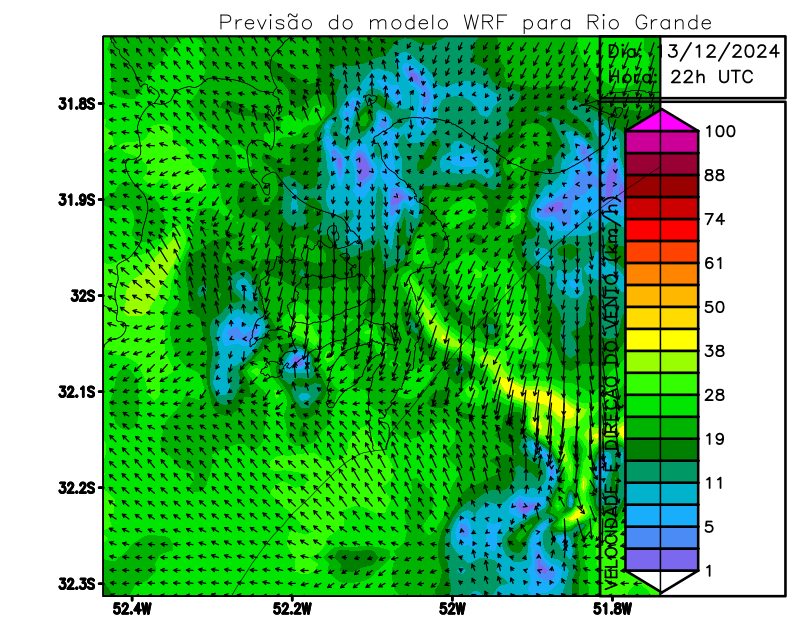 Previsão do modelo WRF para Rio Grande
Dia: 13/12/2024
Hora: 22h UTC
31.8S
31.9S
32S
32.1S
32.2S
32.3S
52.4W
52.2W
52W
51.8W
VELOCIDADE E DIREÇÃO DO VENTO (km/h)
100
88
74
61
50
38
28
19
11
5
1